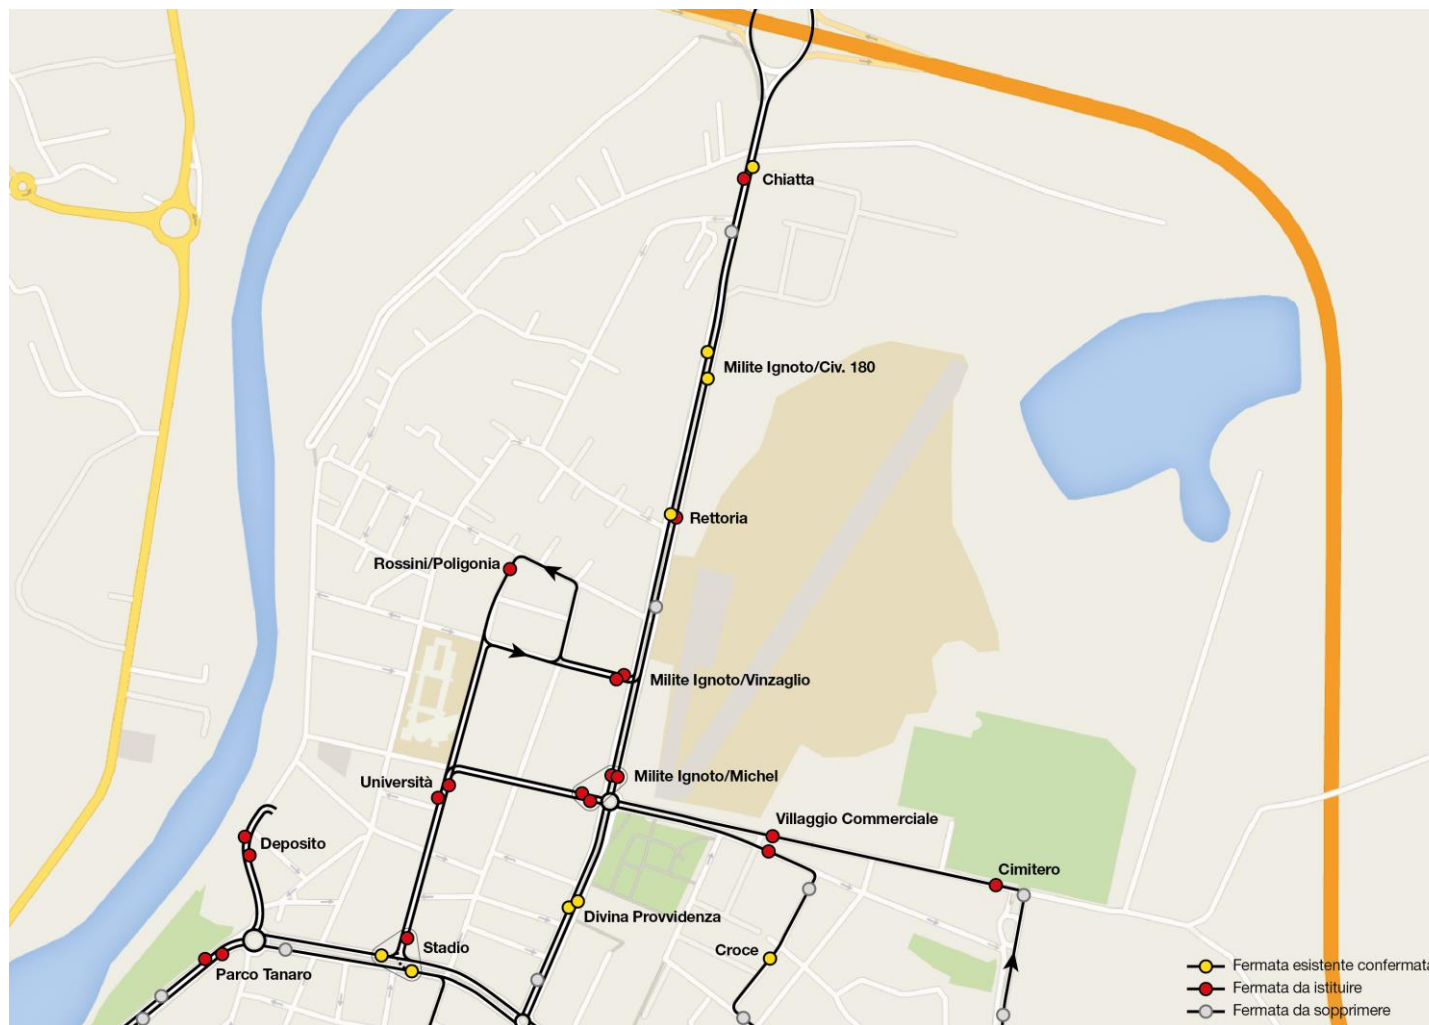 Chiatta
Milite Ignoto/Civ. 180
Rettoria
Rossini/Poligonia
Milite Ignoto/Vinzaglio
Milite Ignoto/Michel
Università
Villaggio Commerciale
Deposito
Cimitero
Divina Provvidenza
Stadio
Croce
Parco Tanaro
Fermata esistente confermata
Fermata da istituire
Fermata da sopprimere